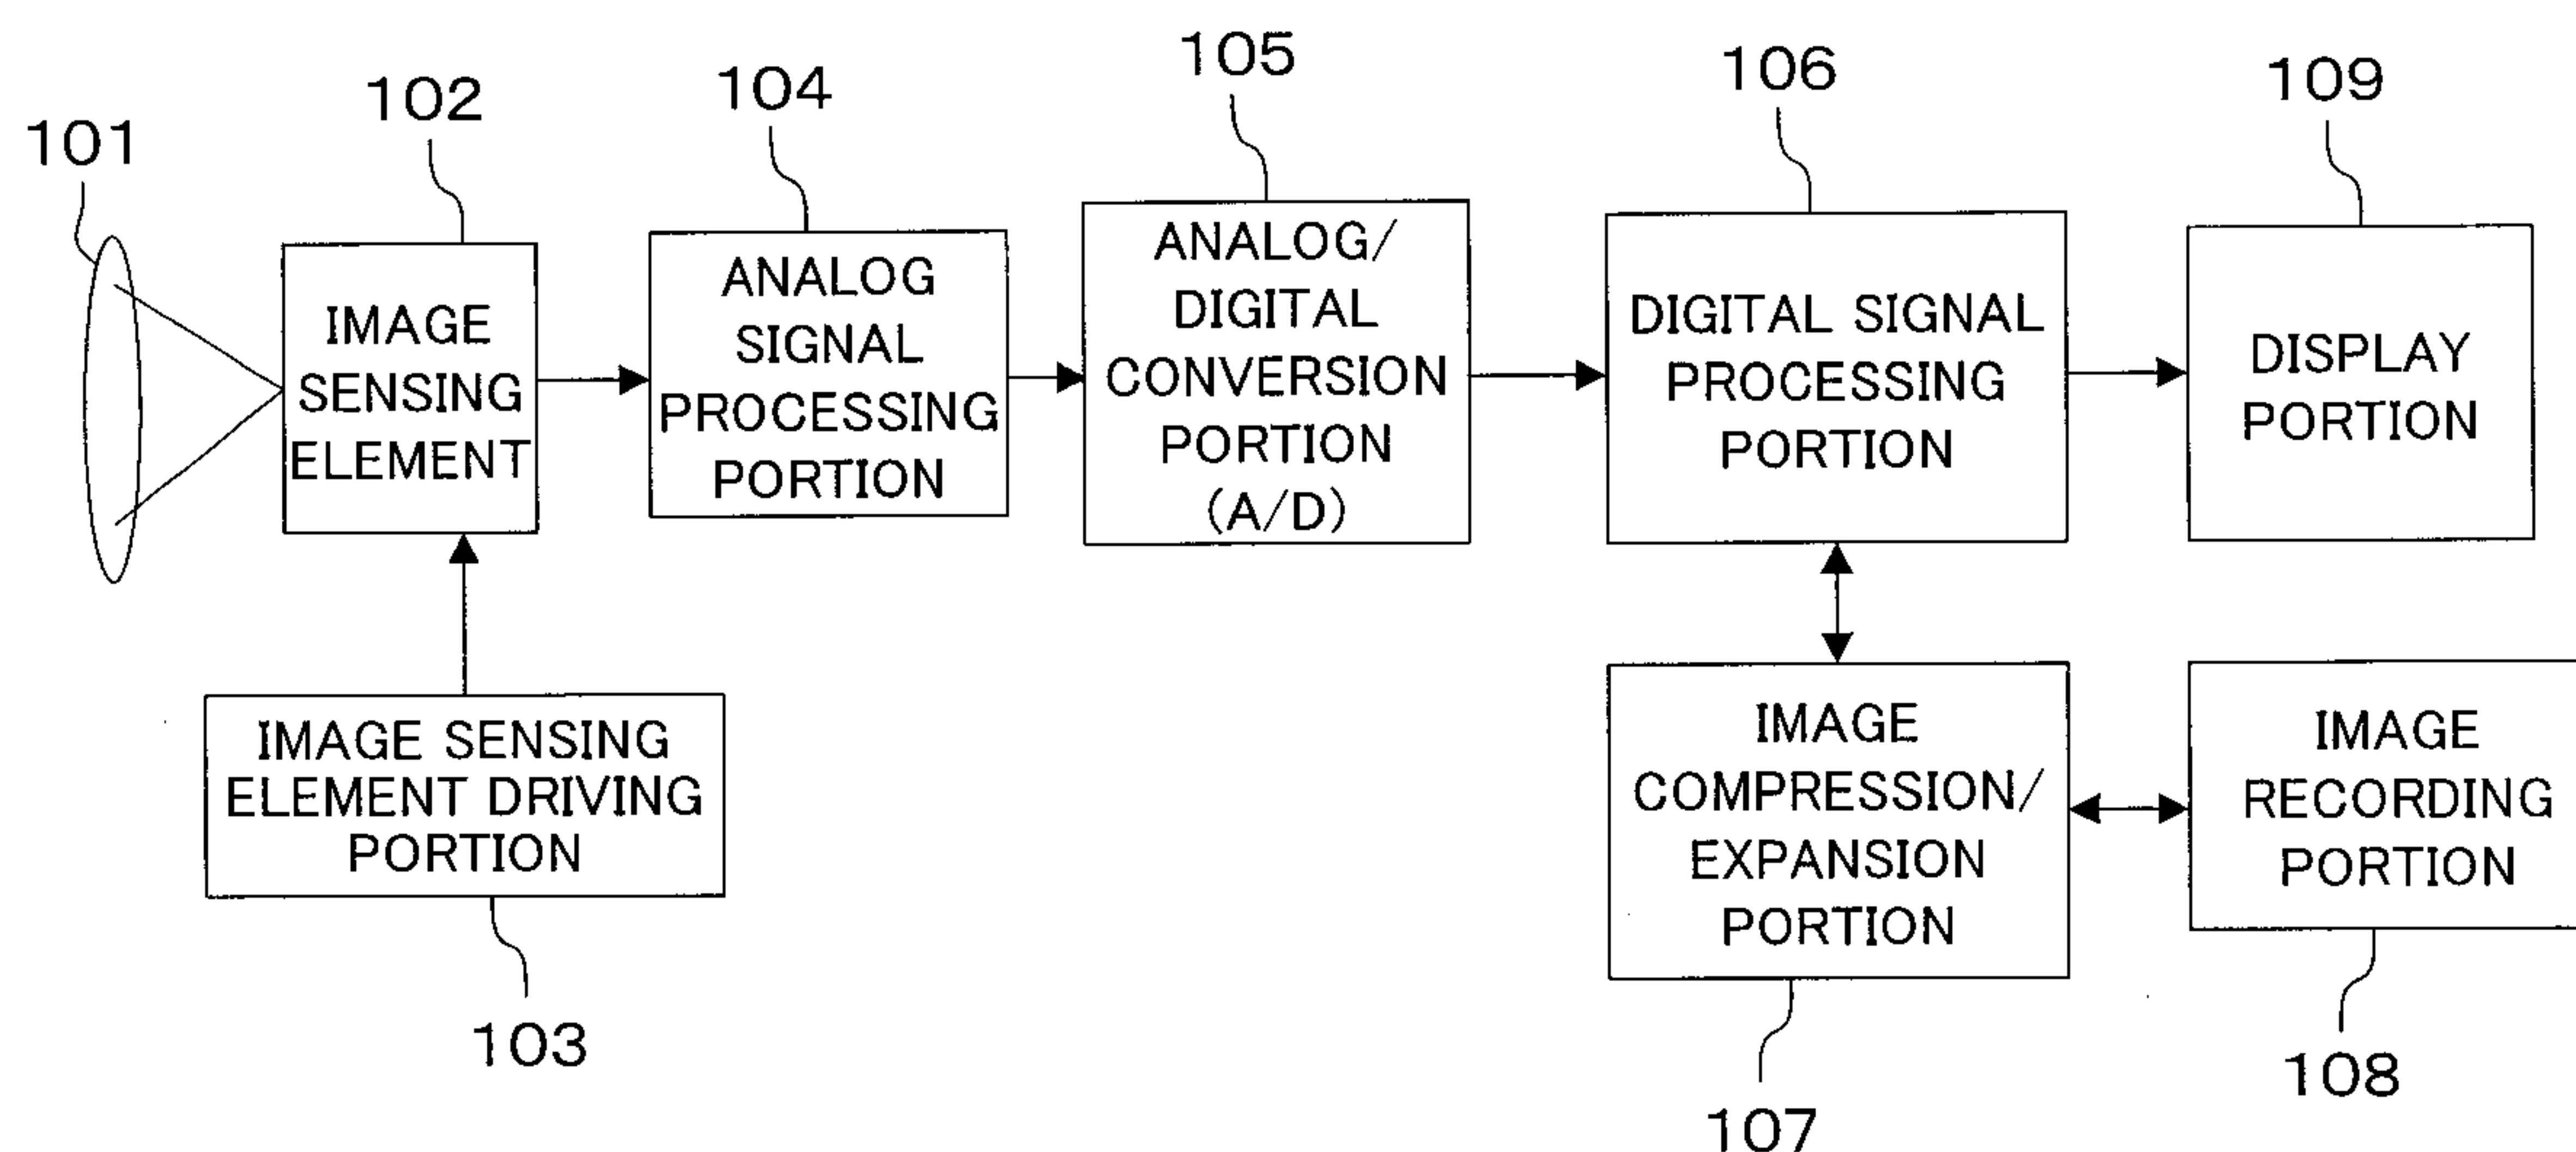 101
102
104
105
106
109
IMAGE
SENSING
ELEMENT
ANALOG
SIGNAL
PROCESSING
PORTION
ANALOG/
DIGITAL
CONVERSION
PORTION
(A/D)
DIGITAL SIGNAL
PROCESSING
PORTION
DISPLAY
PORTION
IMAGE SENSING
ELEMENT DRIVING
PORTION
IMAGE
COMPRESSION/
EXPANSION
PORTION
IMAGE
RECORDING
PORTION
103
107
108